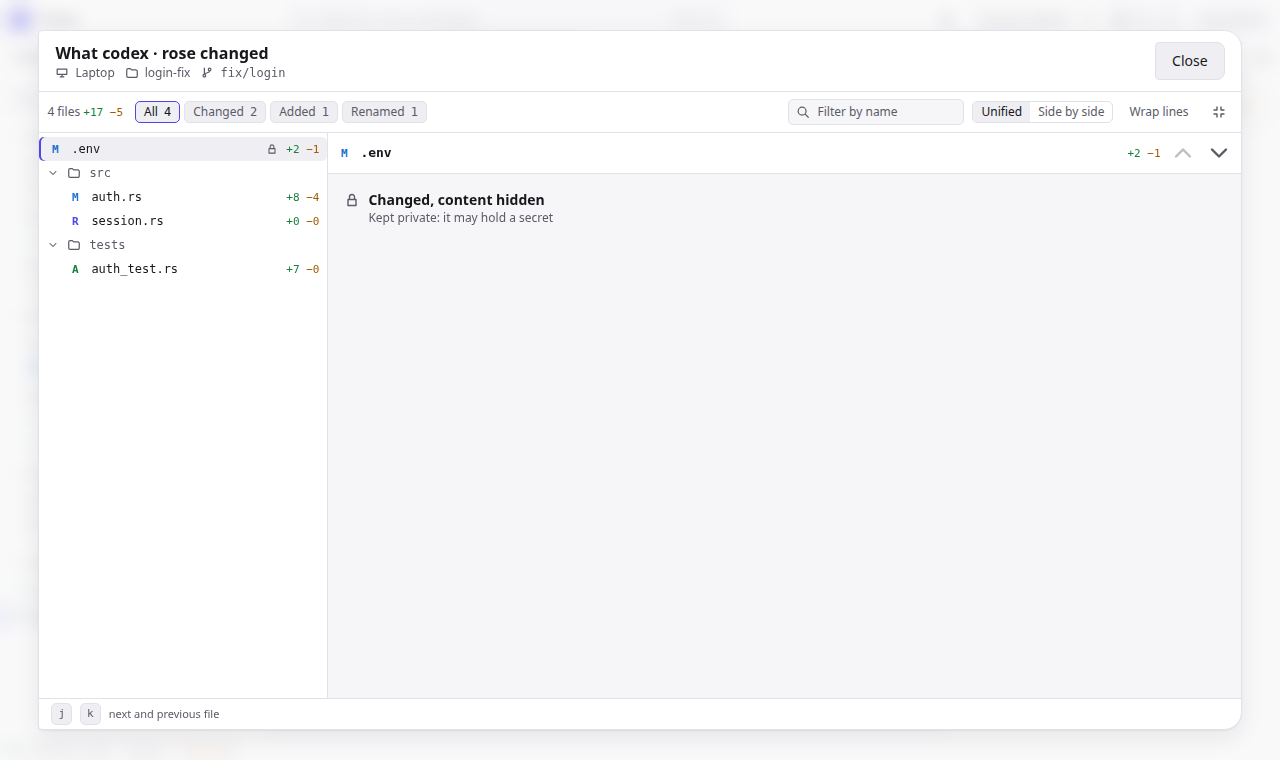 What codex · rose changed
Laptop login-fix fix/login
Close
4 files +17 −5 All 4 Changed 2 Added 1 Renamed 1
Filter by name
Unified Side by side Wrap lines
M .env +2 −1
src
M auth.rs +8 −4
R session.rs +0 −0
tests
A auth_test.rs +7 −0
M .env +2 −1
Changed, content hidden
Kept private: it may hold a secret
j k next and previous file